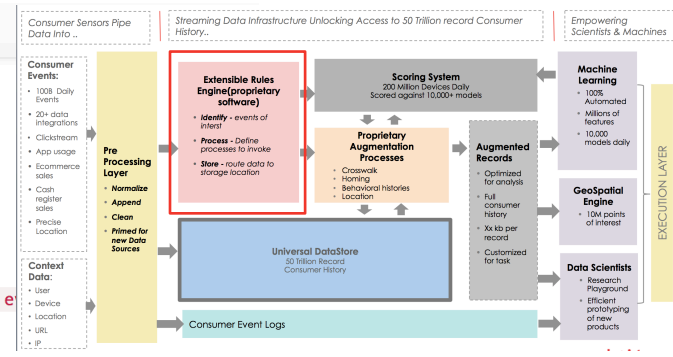 Consumer Sensors Pipe
Data Into ..
Streaming Data Infrastructure Unlocking Access to 50 Trillion record Consumer
History..
Empowering
Scientists & Machines
Consumer
Events:
• 100B Daily
Events
• 20+ data
integrations
• Clickstream
• App usage
• Ecommerce
sales
• Cash
register
sales
• Precise
Location
Context
Data:
• User
• Device
• Location
• URL
• IP
Pre
Processing
Layer
• Normalize
• Append
• Clean
• Primed for
new Data
Sources
Extensible Rules
Engine(proprietary
software)
• Identify - events of
interst
• Process - Define
processes to invoke
• Store - route data to
storage location
Scoring System
200 Million Devices Daily
Scored against 10,000+ models
Proprietary
Augmentation
Processes
• Crosswalk
• Homing
• Behavioral histories
• Location
Universal DataStore
50 Trillion Record
Consumer History
Consumer Event Logs
Augmented
Records
• Optimized
for analysis
• Full
consumer
history
• Xx kb per
record
• Customized
for task
Machine
Learning
• 100%
Automated
• Millions of
features
• 10,000
models daily
GeoSpatial
Engine
• 10M points
of interest
Data Scientists
• Research
Playground
• Efficient
prototyping
of new
products
EXECUTION LAYER